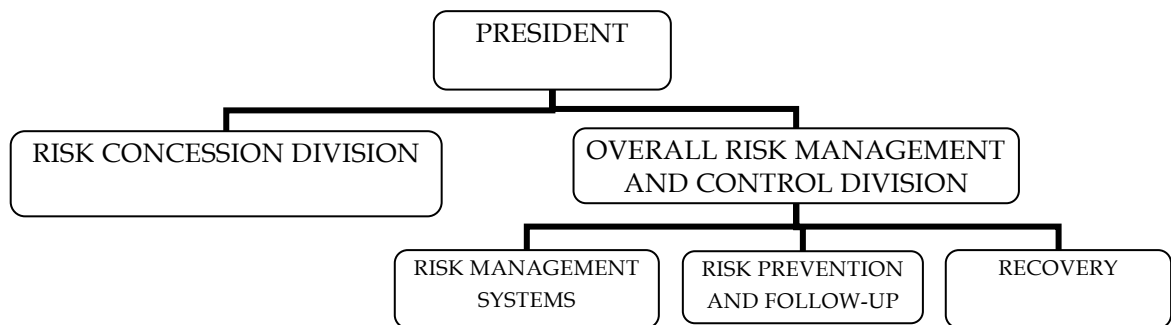 PRESIDENT
RISK CONCESSION DIVISION
OVERALL RISK MANAGEMENT
AND CONTROL DIVISION
RISK MANAGEMENT
SYSTEMS
RISK PREVENTION
AND FOLLOW-UP
RECOVERY